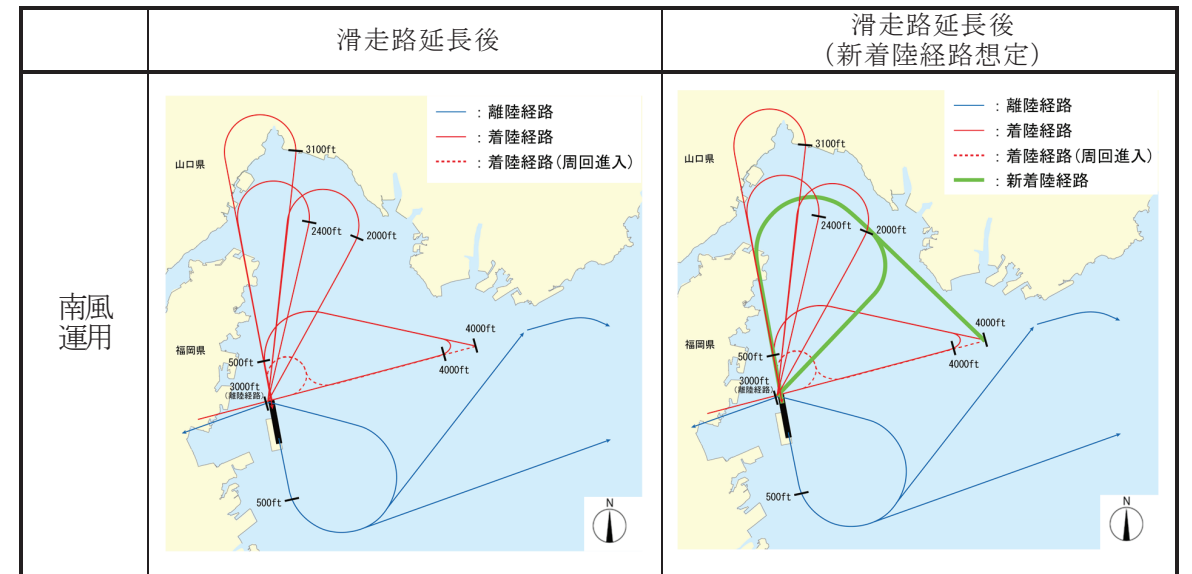 滑走路延長後
滑走路延長後
（新着陸経路想定）
南風
運用
：離陸経路
：着陸経路
：着陸経路（周回進入）
山口県
福岡県
3100ft
2400ft
2000ft
4000ft
4000ft
500ft
3000ft
（離陸経路）
500ft
N
：離陸経路
：着陸経路
：着陸経路（周回進入）
：新着陸経路
山口県
福岡県
3100ft
2400ft
2000ft
4000ft
4000ft
500ft
3000ft
（離陸経路）
500ft
N